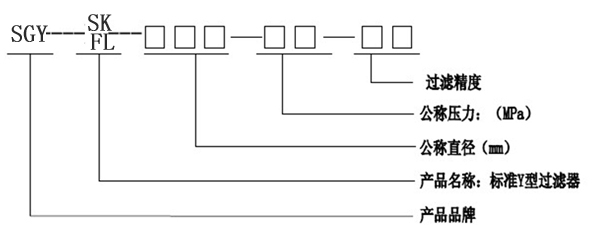 SGY---SK
FL--□□□—□□—□□
过滤精度
公称压力：（MPa）
公称直径（mm）
产品名称：标准Y型过滤器
产品品牌